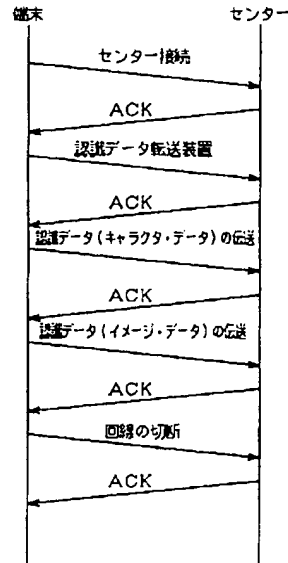 端末 センター
センター接続
ACK
認識データ転送装置
ACK
認識データ(キャラクタ・データ)の伝送
ACK
認識データ(イメージ・データ)の伝送
ACK
回線の切断
ACK